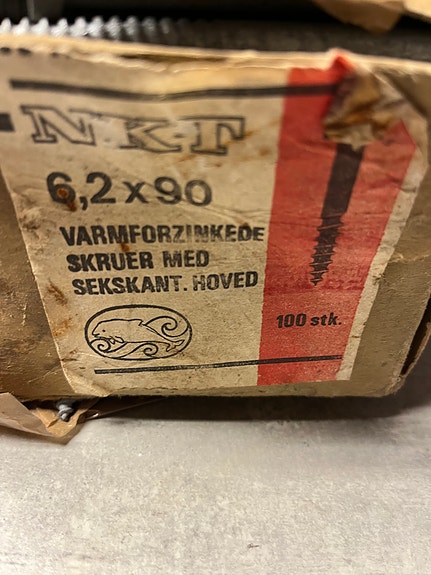 NKT
6,2 x 90
VARMFORZINKEDE
SKRUER MED
SEKSKANT. HOVED
100 stk.